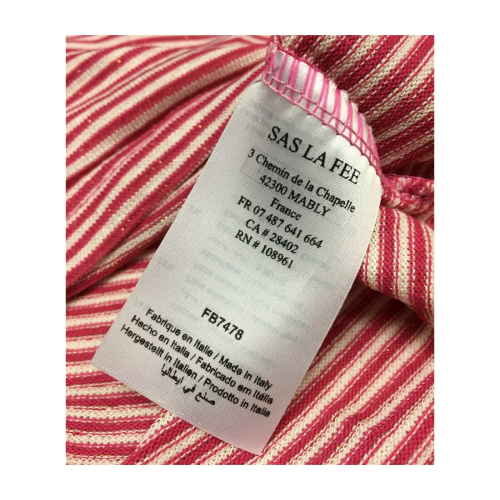 SAS LA FEE
3 Chemin de la Chapelle
42300 MABLY
France
FR 07 487 641 664
CA # 28402
RN # 108961
FB7478
Fabriqué en Italie / Made in Italy
Hecho en Italia / Fabricado em Itália
Hergestellt in Italien / Prodotto in Italia
صنع في ايطاليا